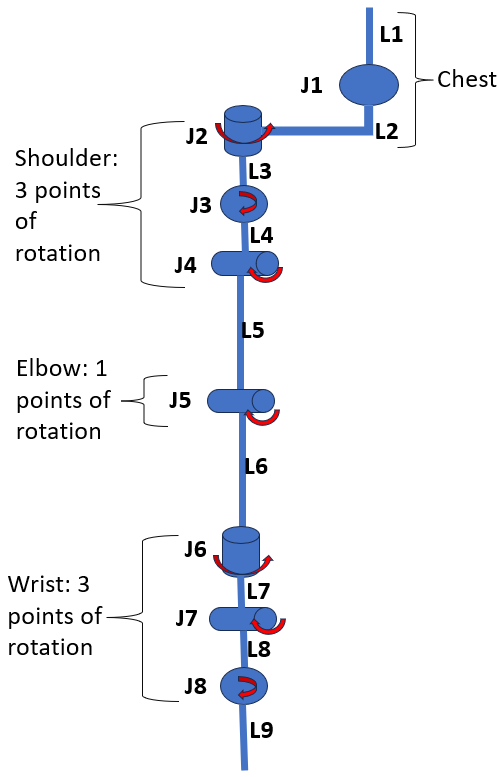 L1
J1
Chest
L2
J2
Shoulder:
3 points
of
rotation
L3
J3
L4
J4
L5
Elbow: 1
points of
rotation
J5
L6
J6
Wrist: 3
points of
rotation
L7
J7
L8
J8
L9